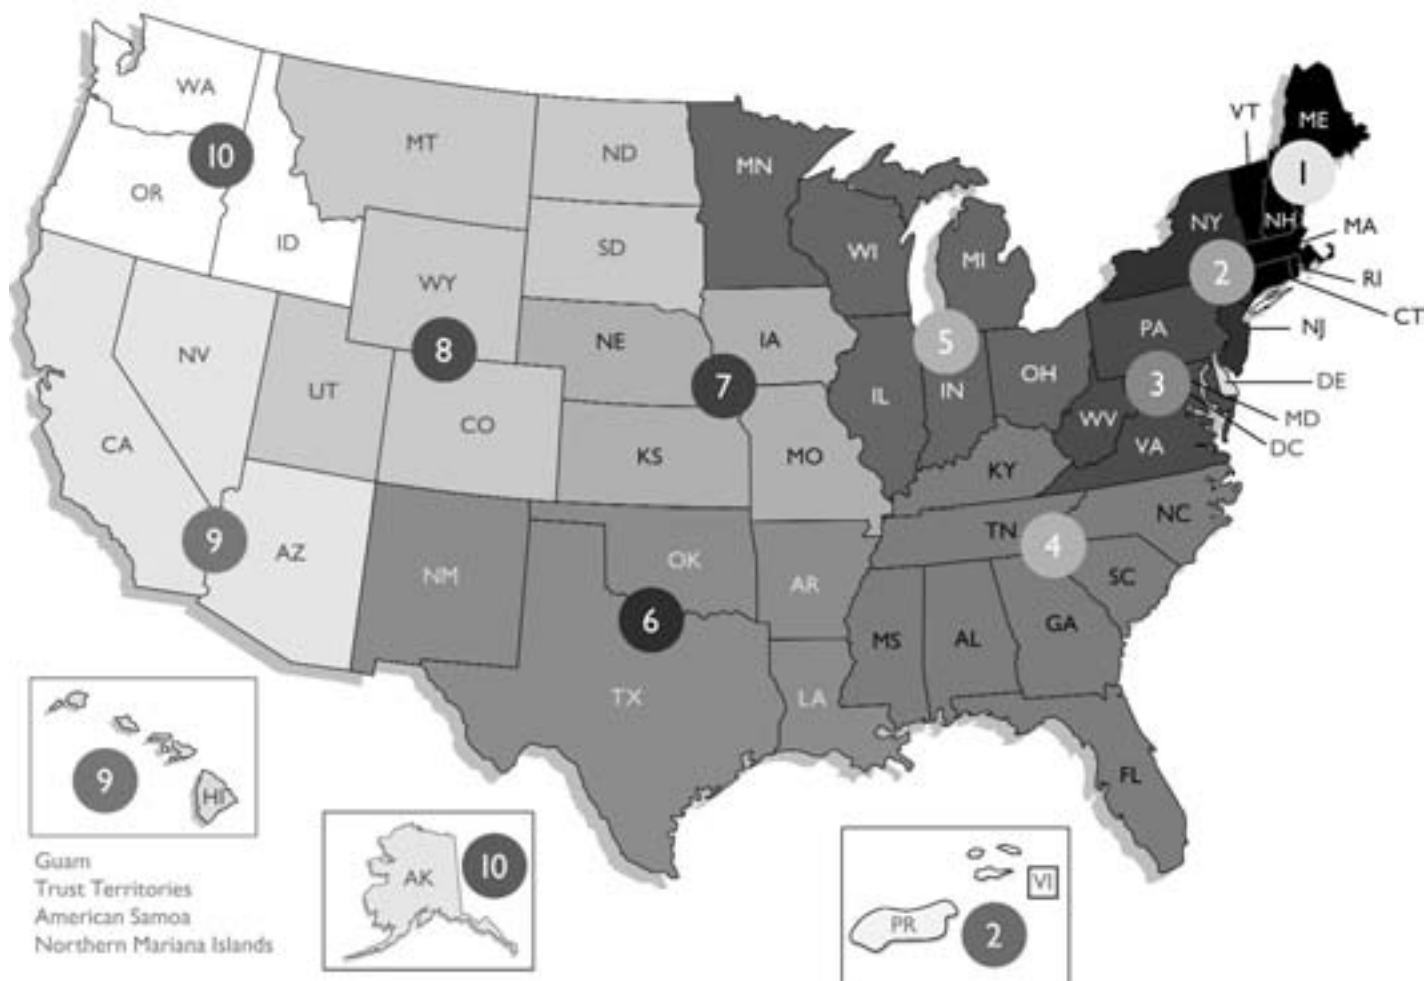 ME
VT
WA
MT
ND
MN
10
1
OR
NY
NH
MA
ID
SD
WI
MI
2
RI
WY
CT
NJ
PA
NV
8
NE
IA
5
UT
7
IL
IN
OH
3
DE
WV
MD
CO
CA
KS
MO
VA
DC
KY
NC
TN
9
AZ
4
OK
NM
AR
SC
6
GA
MS
AL
TX
LA
FL
9
HI
Guam
Trust Territories
American Samoa
Northern Mariana Islands
AK
10
VI
PR
2